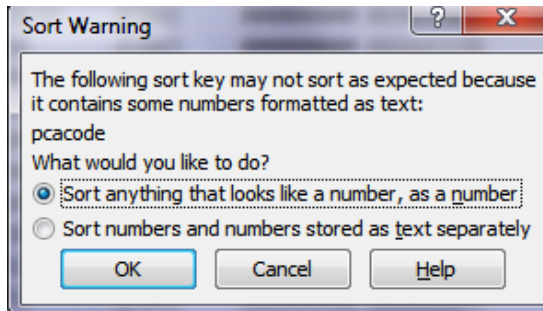 Sort Warning
The following sort key may not sort as expected because
it contains some numbers formatted as text:
pcacode
What would you like to do?
Sort anything that looks like a number, as a number
Sort numbers and numbers stored as text separately
OK Cancel Help